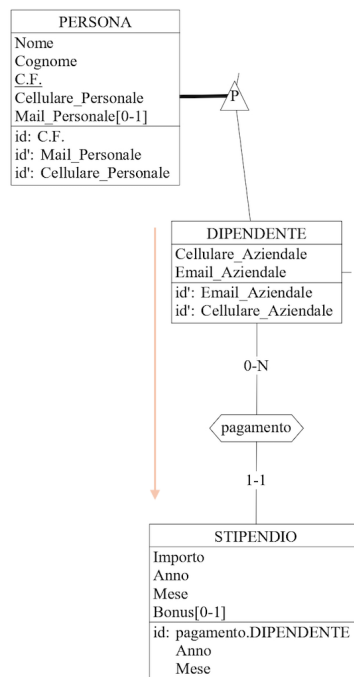 PERSONA
Nome
Cognome
C.F.
Cellulare_Personale
Mail_Personale[0-1]
id: C.F.
id': Mail_Personale
id': Cellulare_Personale
P
DIPENDENTE
Cellulare_Aziendale
Email_Aziendale
id': Email_Aziendale
id': Cellulare_Aziendale
0-N
pagamento
1-1
STIPENDIO
Importo
Anno
Mese
Bonus[0-1]
id: pagamento.DIPENDENTE
Anno
Mese